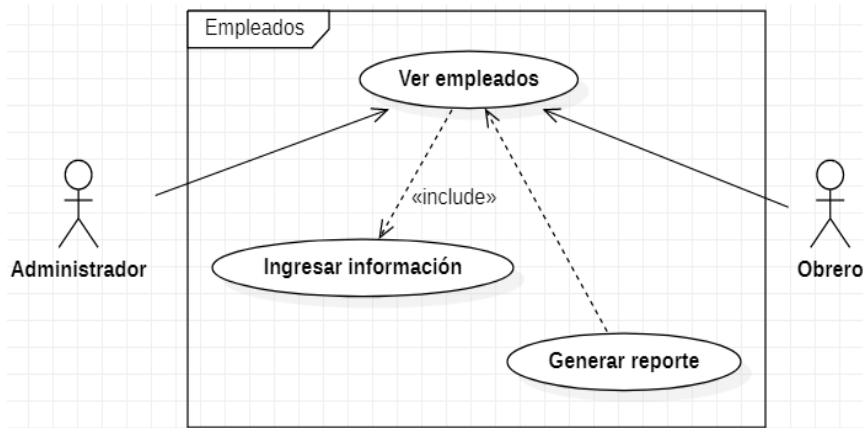 Empleados
Ver empleados
«include»
Administrador
Ingresar información
Obrero
Generar reporte